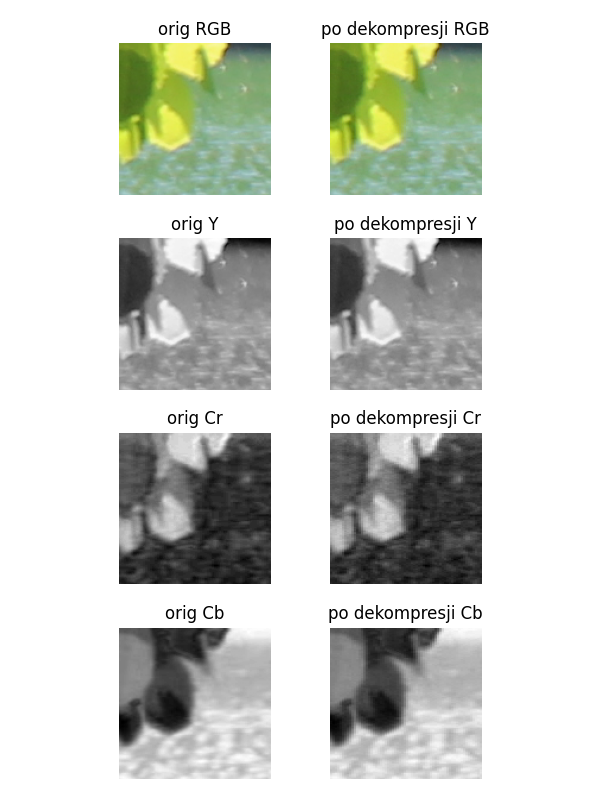 orig RGB
po dekompresji RGB
orig Y
po dekompresji Y
orig Cr
po dekompresji Cr
orig Cb
po dekompresji Cb